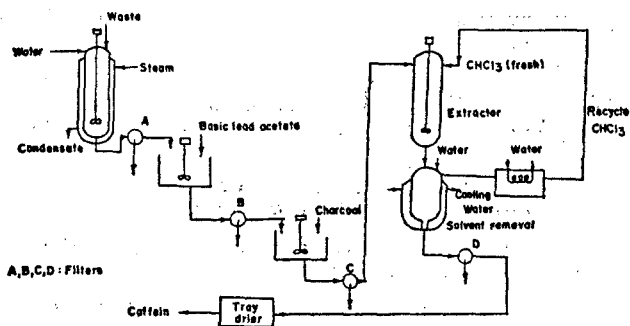 Waste
Water
Steam
Condensate
A
Basic lead acetate
B
Charcoal
C
A,B,C,D : Filters
CHCl3 (fresh)
Extractor
Recycle
CHCl3
Water
Water
Cooling
Water
Solvent removal
D
Tray
drier
Caffein